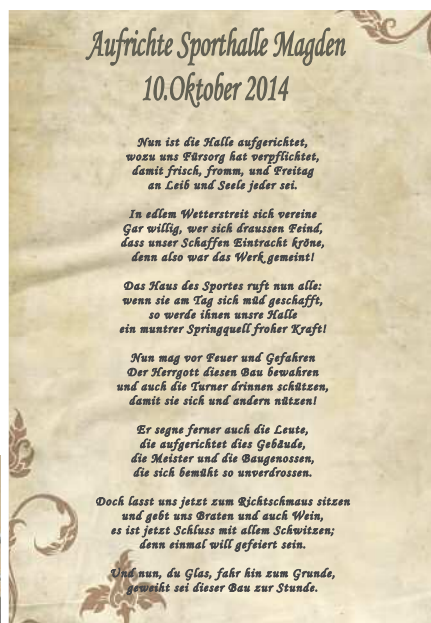 Aufrichte Sporthalle Magden
10.Oktober 2014
Nun ist die Halle aufgerichtet,
wozu uns Fürsorg hat verpflichtet,
damit frisch, fromm, und Freitag
an Leib und Seele jeder sei.
In edlem Wetterstreit sich vereine
Gar willig, wer sich draussen Feind,
dass unser Schaffen Eintracht kröne,
denn also war das Werk gemeint!
Das Haus des Sportes ruft nun alle:
wenn sie am Tag sich müd geschafft,
so werde ihnen unsre Halle
ein muntrer Springquell froher Kraft!
Nun mag vor Feuer und Gefahren
Der Herrgott diesen Bau bewahren
und auch die Turner drinnen schützen,
damit sie sich und andern nützen!
Er segne ferner auch die Leute,
die aufgerichtet dies Gebäude,
die Meister und die Baugenossen,
die sich bemüht so unverdrossen.
Doch lasst uns jetzt zum Richtschmaus sitzen
und gebt uns Braten und auch Wein,
es ist jetzt Schluss mit allem Schwitzen;
denn einmal will gefeiert sein.
Und nun, du Glas, fahr hin zum Grunde,
geweiht sei dieser Bau zur Stunde.